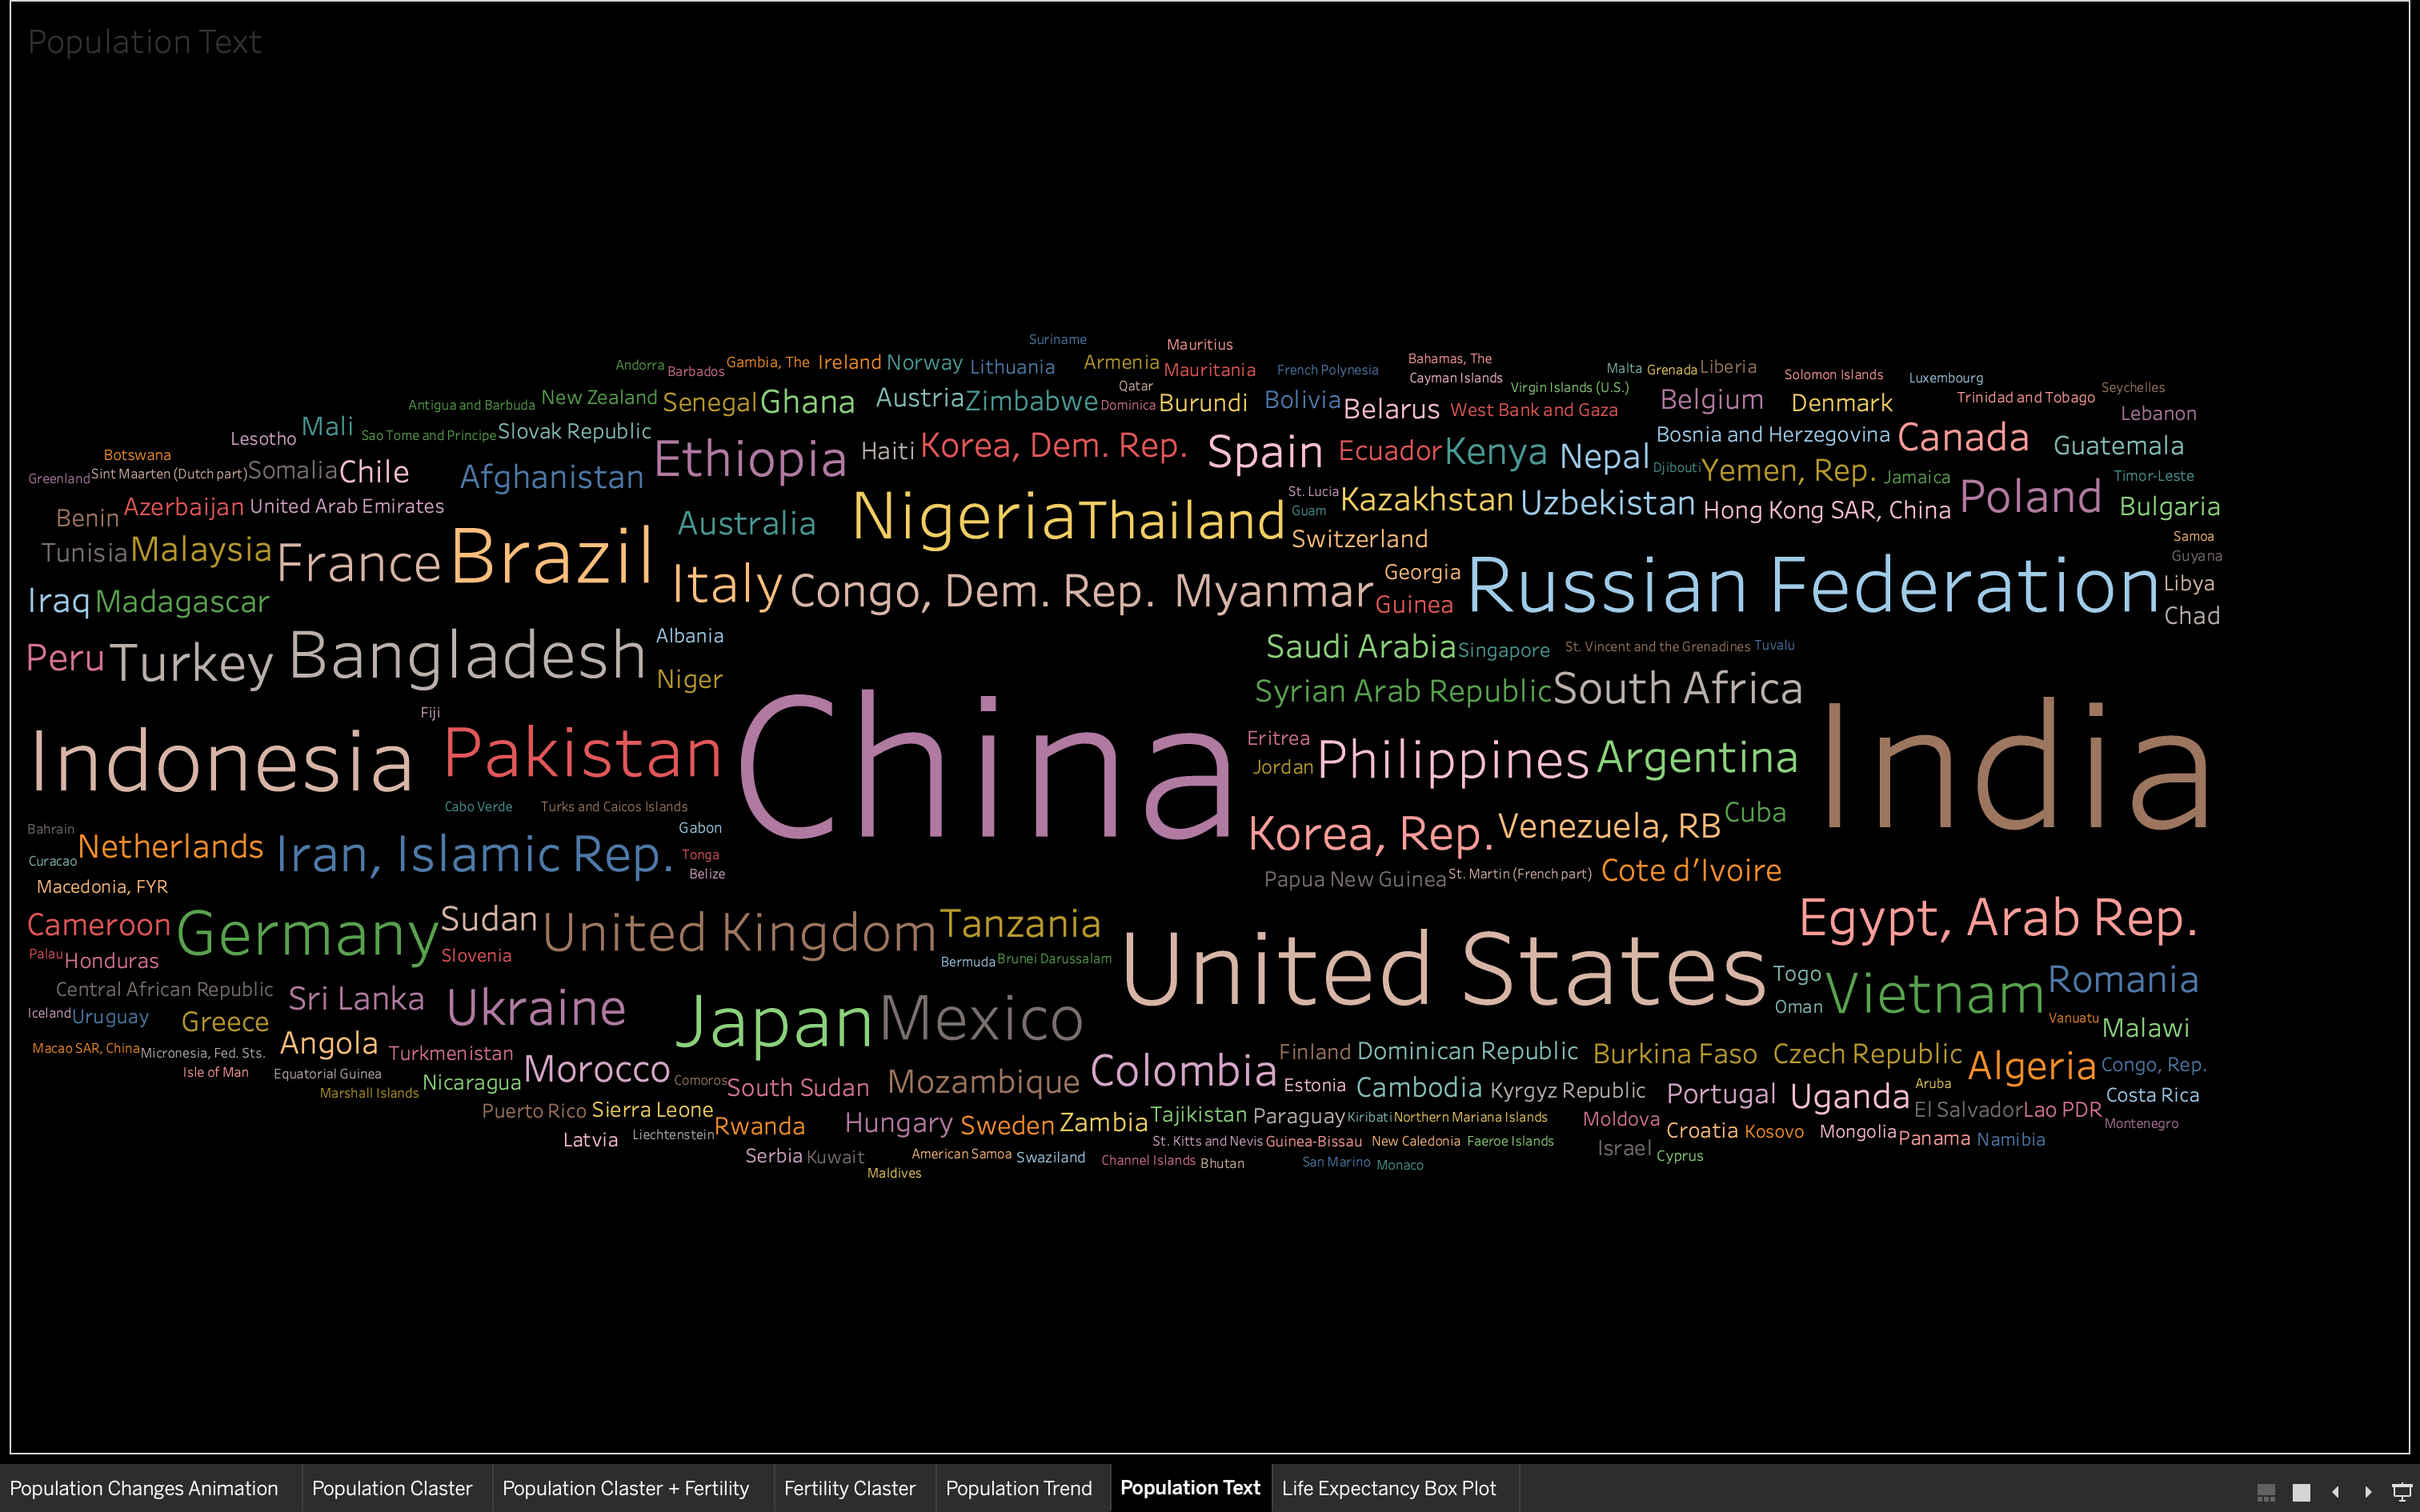 Population Text
Suriname
Mauritius
Andorra Barbados Gambia, The Ireland Norway Lithuania Armenia Mauritania French Polynesia Bahamas, The Malta Grenada Liberia
Cayman Islands Solomon Islands Luxembourg
Antigua and Barbuda New Zealand Senegal Ghana Austria Zimbabwe Qatar Dominica Burundi Bolivia Belarus West Bank and Gaza Virgin Islands (U.S.) Belgium Denmark Trinidad and Tobago Seychelles
Lebanon
Lesotho Mali Sao Tome and Principe Slovak Republic Bosnia and Herzegovina Canada Guatemala
Botswana Ethiopia Haiti Korea, Dem. Rep. Spain Ecuador Kenya Nepal Djibouti Yemen, Rep. Jamaica Timor-Leste
Greenland Sint Maarten (Dutch part) Somalia Chile Afghanistan
Benin Azerbaijan United Arab Emirates Australia Nigeria Thailand St. Lucia Guam Kazakhstan Uzbekistan Hong Kong SAR, China Poland Bulgaria
Tunisia Malaysia France Brazil Switzerland Samoa
Guyana
Iraq Madagascar Italy Congo, Dem. Rep. Myanmar Georgia Guinea Russian Federation Libya
Chad
Peru Turkey Bangladesh Albania Saudi Arabia Singapore St. Vincent and the Grenadines Tuvalu
Niger Syrian Arab Republic South Africa
Fiji
Indonesia Pakistan China Eritrea Jordan Philippines Argentina India
Cabo Verde Turks and Caicos Islands
Bahrain Gabon Korea, Rep. Venezuela, RB Cuba
Curacao Netherlands Iran, Islamic Rep. Tonga
Belize
Macedonia, FYR Papua New Guinea St. Martin (French part) Cote d’Ivoire
Cameroon Germany Sudan United Kingdom Tanzania Egypt, Arab Rep.
Palau Honduras Slovenia Bermuda Brunei Darussalam United States Togo Vietnam Romania
Central African Republic Sri Lanka Ukraine Japan Mexico Oman
Iceland Uruguay Greece Vanuatu Malawi
Macao SAR, China Micronesia, Fed. Sts. Angola Turkmenistan Morocco Colombia Finland Dominican Republic Burkina Faso Czech Republic Algeria Congo, Rep.
Isle of Man Equatorial Guinea Nicaragua Comoros South Sudan Mozambique Estonia Cambodia Kyrgyz Republic Portugal Uganda Aruba Costa Rica
Marshall Islands
Puerto Rico Sierra Leone Rwanda Hungary Sweden Zambia Tajikistan Paraguay Kiribati Northern Mariana Islands Moldova El Salvador Lao PDR Montenegro
Latvia Liechtenstein St. Kitts and Nevis Guinea-Bissau New Caledonia Faeroe Islands Croatia Kosovo Mongolia Panama Namibia
Serbia Kuwait American Samoa Swaziland Channel Islands Bhutan San Marino Monaco Israel Cyprus
Maldives
Population Changes Animation Population Claster Population Claster + Fertility Fertility Claster Population Trend Population Text Life Expectancy Box Plot